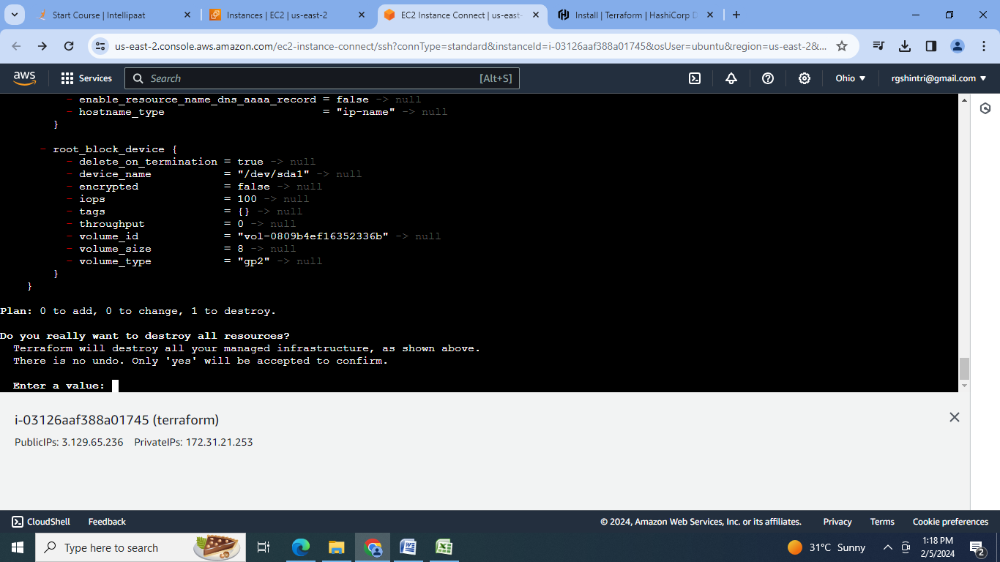 Start Course | Intellipaat
Instances | EC2 | us-east-2
EC2 Instance Connect | us-east-
Install | Terraform | HashiCorp D
us-east-2.console.aws.amazon.com/ec2-instance-connect/ssh?connType=standard&instanceId=i-03126aaf388a01745&osUser=ubuntu&region=us-east-2&...
aws
Services
Search
[Alt+S]
Ohio
rgshintri@gmail.com
- enable_resource_name_dns_aaaa_record = false -> null
- hostname_type = "ip-name" -> null
}
- root_block_device {
- delete_on_termination = true -> null
- device_name = "/dev/sda1" -> null
- encrypted = false -> null
- iops = 100 -> null
- tags = {} -> null
- throughput = 0 -> null
- volume_id = "vol-0809b4ef16352336b" -> null
- volume_size = 8 -> null
- volume_type = "gp2" -> null
}
}
Plan: 0 to add, 0 to change, 1 to destroy.
Do you really want to destroy all resources?
Terraform will destroy all your managed infrastructure, as shown above.
There is no undo. Only 'yes' will be accepted to confirm.
Enter a value:
i-03126aaf388a01745 (terraform)
PublicIPs: 3.129.65.236 PrivateIPs: 172.31.21.253
CloudShell
Feedback
© 2024, Amazon Web Services, Inc. or its affiliates.
Privacy
Terms
Cookie preferences
Type here to search
31°C Sunny
1:18 PM
2/5/2024
2